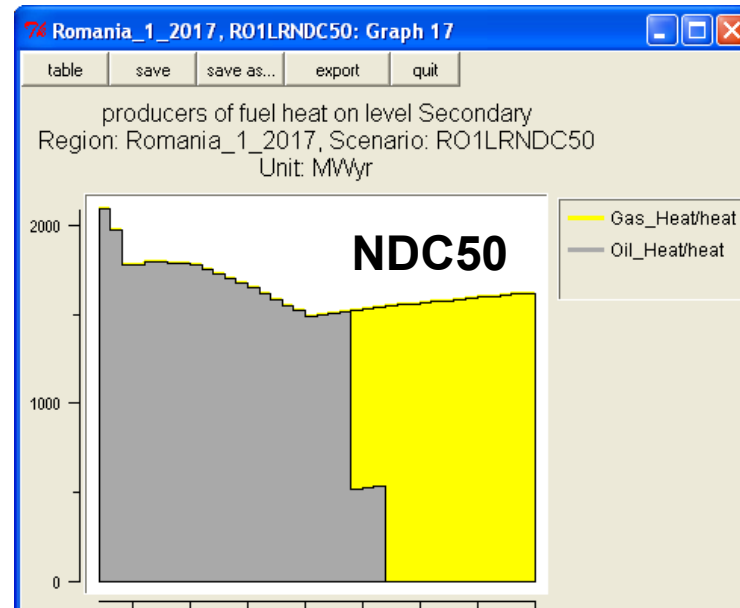 Romania_1_2017, RO1LRNDC50: Graph 17
table save save as... export quit
producers of fuel heat on level Secondary
Region: Romania_1_2017, Scenario: RO1LRNDC50
Unit: MWyr
NDC50
Gas_Heat/heat
Oil_Heat/heat
2000
1000
0